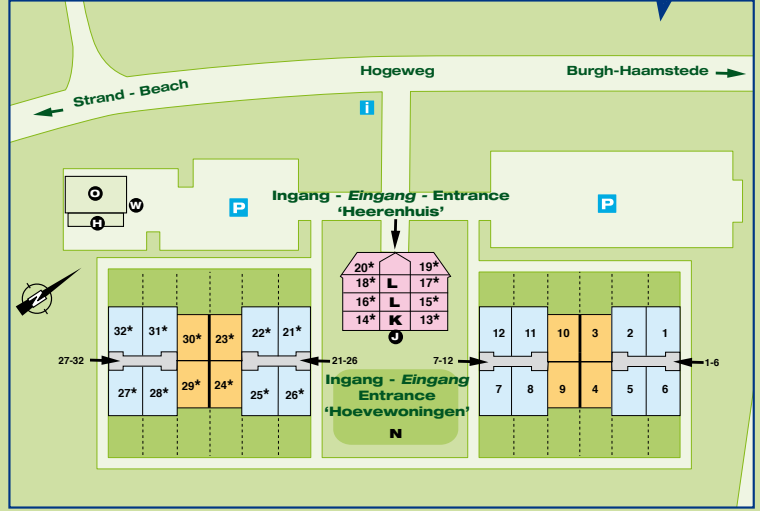 Hogeweg
Burgh-Haamstede
Strand - Beach
i
O
W
H
P
P
Ingang - Eingang - Entrance
‘Heerenhuis’
20* 19*
18* L 17*
16* L 15*
14* K 13*
J
N
32* 31* 30* 23* 22* 21*
27-32
21-26
27* 28* 29* 24* 25* 26*
12 11 10 3 2 1
7-12
1-6
7 8 9 4 5 6
Ingang - Eingang
Entrance
‘Hoevewoningen’
N